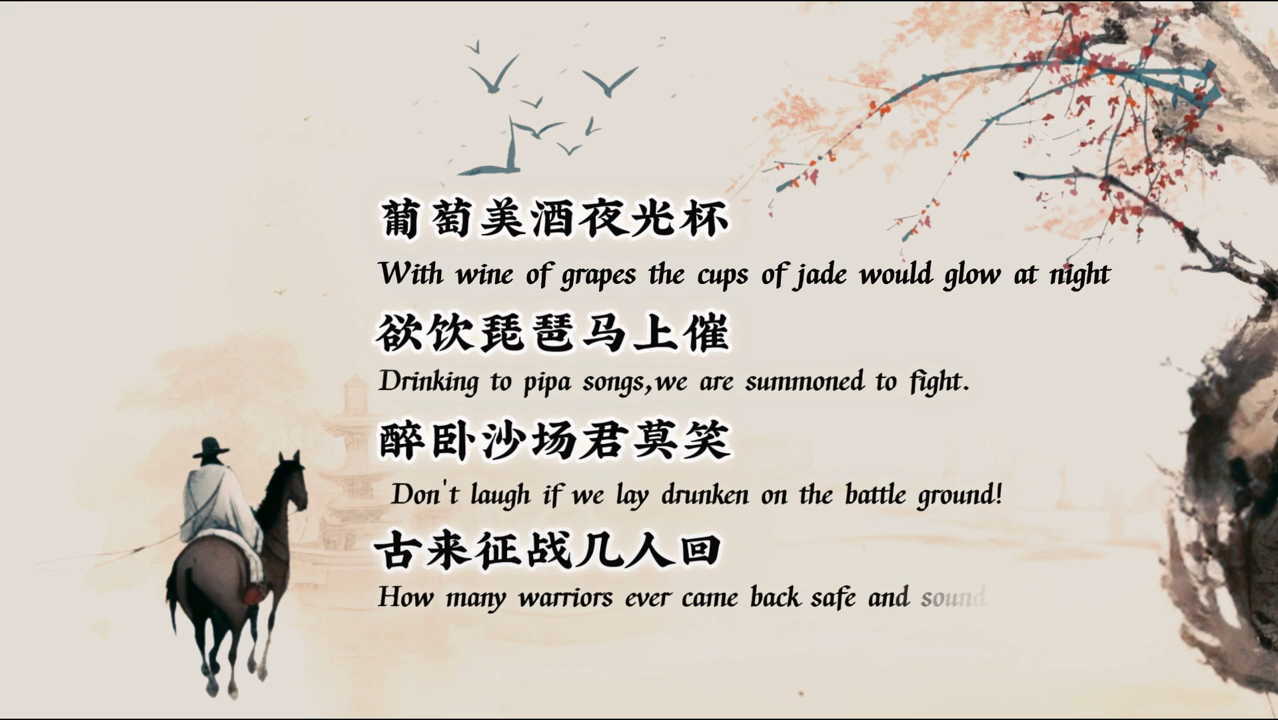 葡萄美酒夜光杯
With wine of grapes the cups of jade would glow at night
欲饮琵琶马上催
Drinking to pipa songs,we are summoned to fight.
醉卧沙场君莫笑
Don't laugh if we lay drunken on the battle ground!
古来征战几人回
How many warriors ever came back safe and sound